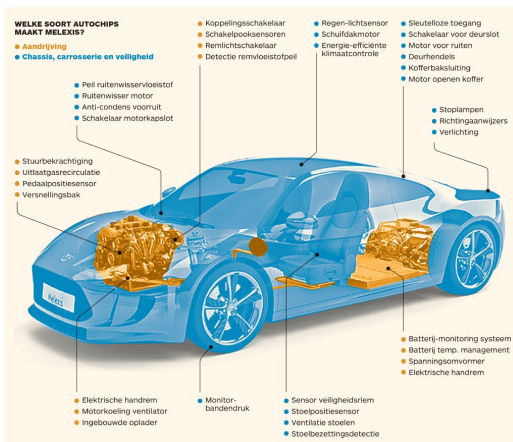 WELKE SOORT AUTOCHIPS
MAAKT MELEXIS?
Aandrijving
Chassis, carrosserie en veiligheid
Koppelingsschakelaar
Schakelpooksensoren
Remlichtschakelaar
Detectie remvloeistofpeil
Regen-lichtsensor
Schuifdakmotor
Energie-efficiënte
klimaatcontrole
Sleutelloze toegang
Schakelaar voor deurslot
Motor voor ruiten
Deurhendels
Kofferbaksluiting
Motor openen koffer
Peil ruitenwisservloeistof
Ruitenwisser motor
Anti-condens voorruit
Schakelaar motorkapslot
Stoplampen
Richtingaanwijzers
Verlichting
Stuurbekrachtiging
Uitlaatgasrecirculatie
Pedaalpositiesensor
Versnellingsbak
Melexis
Batterij-monitoring systeem
Batterij temp. management
Spanningsomvormer
Elektrische handrem
Elektrische handrem
Motorkoeling ventilator
Ingebouwde oplader
Monitor-
bandendruk
Sensor veiligheidsriem
Stoelpositiesensor
Ventilatie stoelen
Stoelbezettingsdetectie